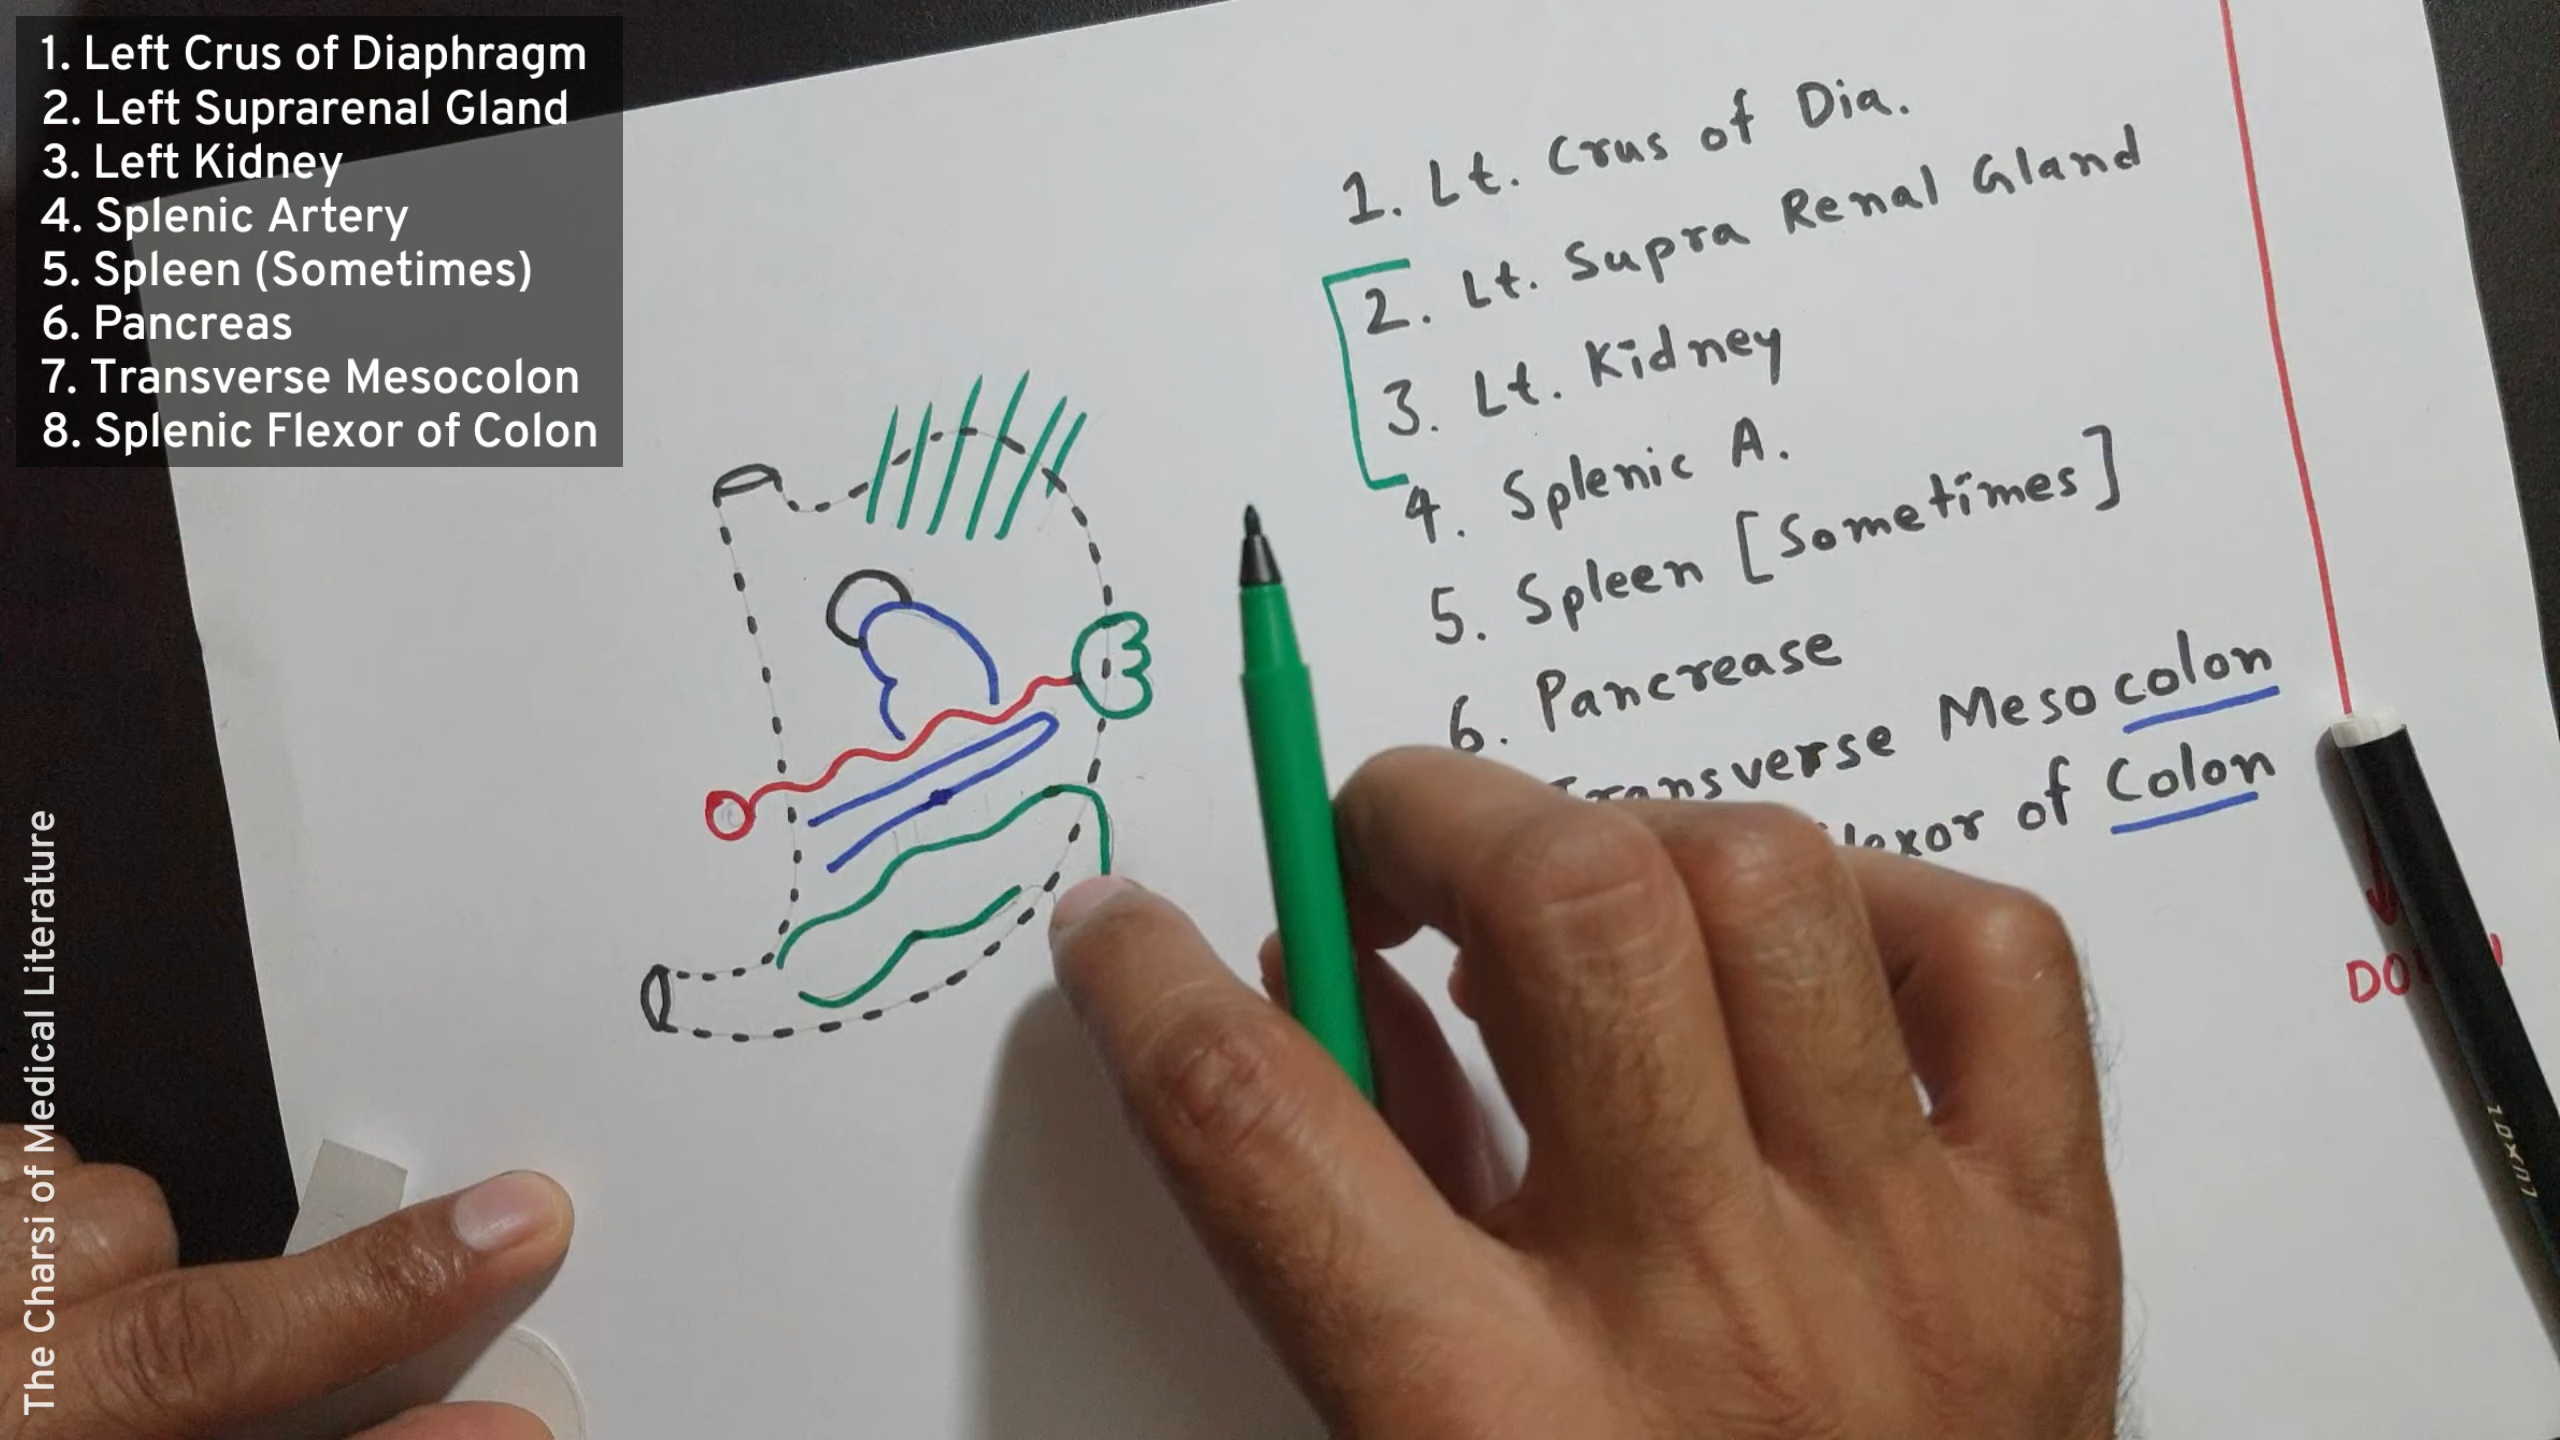 1. Left Crus of Diaphragm
2. Left Suprarenal Gland
3. Left Kidney
4. Splenic Artery
5. Spleen (Sometimes)
6. Pancreas
7. Transverse Mesocolon
8. Splenic Flexor of Colon
The Charsi of Medical Literature
1. Lt. Crus of Dia.
2. Lt. Supra Renal Gland
3. Lt. Kidney
4. Splenic A.
5. Spleen [Sometimes]
6. Pancrease
Mesocolon
of Colon
LUXOR